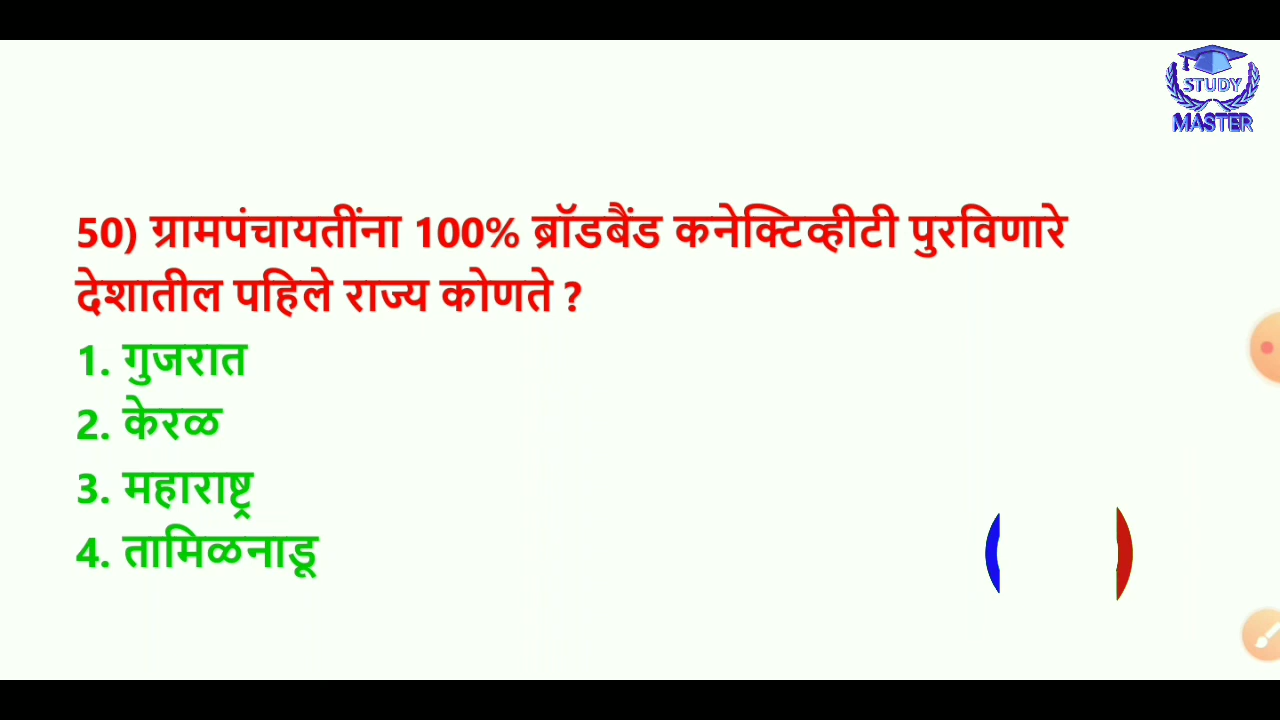 STUDY
MASTER
50) ग्रामपंचायतींना 100% ब्रॉडबैंड कनेक्टिव्हीटी पुरविणारे
देशातील पहिले राज्य कोणते ?
1. गुजरात
2. केरळ
3. महाराष्ट्र
4. तामिळनाडू